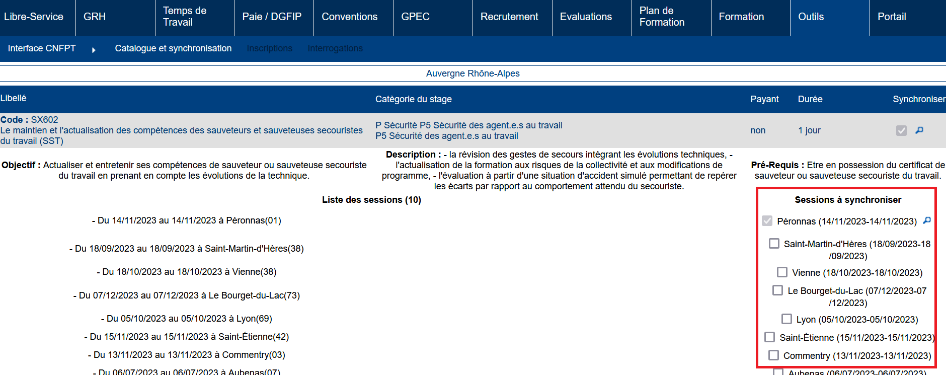 Libre-Service
GRH
Temps de
Travail
Paie / DGFIP
Conventions
GPEC
Recrutement
Evaluations
Plan de
Formation
Formation
Outils
Portail
Interface CNFPT
Catalogue et synchronisation
Inscriptions
Interrogations
Auvergne Rhône-Alpes
Libellé
Catégorie du stage
Payant
Durée
Synchroniser
Code : SX602
Le maintien et l'actualisation des compétences des sauveteurs et sauveteuses secouristes
du travail (SST)
P Sécurité P5 Sécurité des agent.e.s au travail
P5 Sécurité des agent.e.s au travail
non
1 jour
Objectif : Actualiser et entretenir ses compétences de sauveteur ou sauveteuse secouriste
du travail en prenant en compte les évolutions de la technique.
Description : - la révision des gestes de secours intégrant les évolutions techniques, -
l'actualisation de la formation aux risques de la collectivité et aux modifications de
programme, - l'évaluation à partir d'une situation d'accident simulé permettant de repérer
les écarts par rapport au comportement attendu du secouriste.
Pré-Requis : Etre en possession du certificat de
sauveteur ou sauveteuse secouriste du travail.
Liste des sessions (10)
- Du 14/11/2023 au 14/11/2023 à Péronnas(01)
- Du 18/09/2023 au 18/09/2023 à Saint-Martin-d'Hères(38)
- Du 18/10/2023 au 18/10/2023 à Vienne(38)
- Du 07/12/2023 au 07/12/2023 à Le Bourget-du-Lac(73)
- Du 05/10/2023 au 05/10/2023 à Lyon(69)
- Du 15/11/2023 au 15/11/2023 à Saint-Étienne(42)
- Du 13/11/2023 au 13/11/2023 à Commentry(03)
- Du 06/07/2023 au 06/07/2023 à Aubenas(07)
Sessions à synchroniser
Péronnas (14/11/2023-14/11/2023)
Saint-Martin-d'Hères (18/09/2023-18
/09/2023)
Vienne (18/10/2023-18/10/2023)
Le Bourget-du-Lac (07/12/2023-07
/12/2023)
Lyon (05/10/2023-05/10/2023)
Saint-Étienne (15/11/2023-15/11/2023)
Commentry (13/11/2023-13/11/2023)
Aubenas (06/07/2023-06/07/2023)